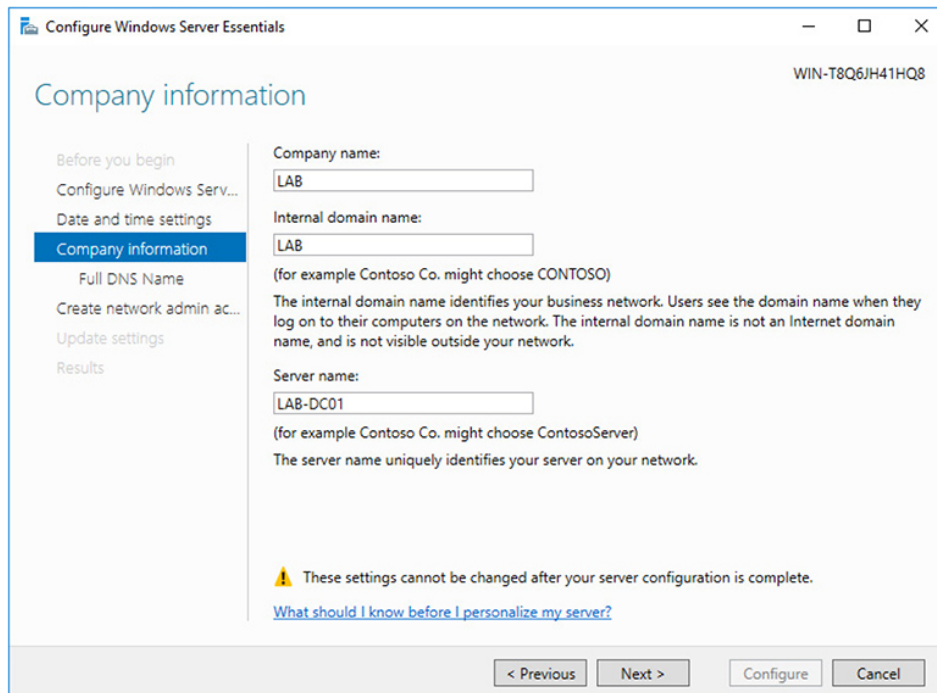 Configure Windows Server Essentials
WIN-T8Q6JH41HQ8
Company information
Before you begin
Configure Windows Serv...
Date and time settings
Company information
Full DNS Name
Create network admin ac...
Update settings
Results
Company name:
LAB
Internal domain name:
LAB
(for example Contoso Co. might choose CONTOSO)
The internal domain name identifies your business network. Users see the domain name when they
log on to their computers on the network. The internal domain name is not an Internet domain
name, and is not visible outside your network.
Server name:
LAB-DC01
(for example Contoso Co. might choose ContosoServer)
The server name uniquely identifies your server on your network.
These settings cannot be changed after your server configuration is complete.
What should I know before I personalize my server?
< Previous
Next >
Configure
Cancel